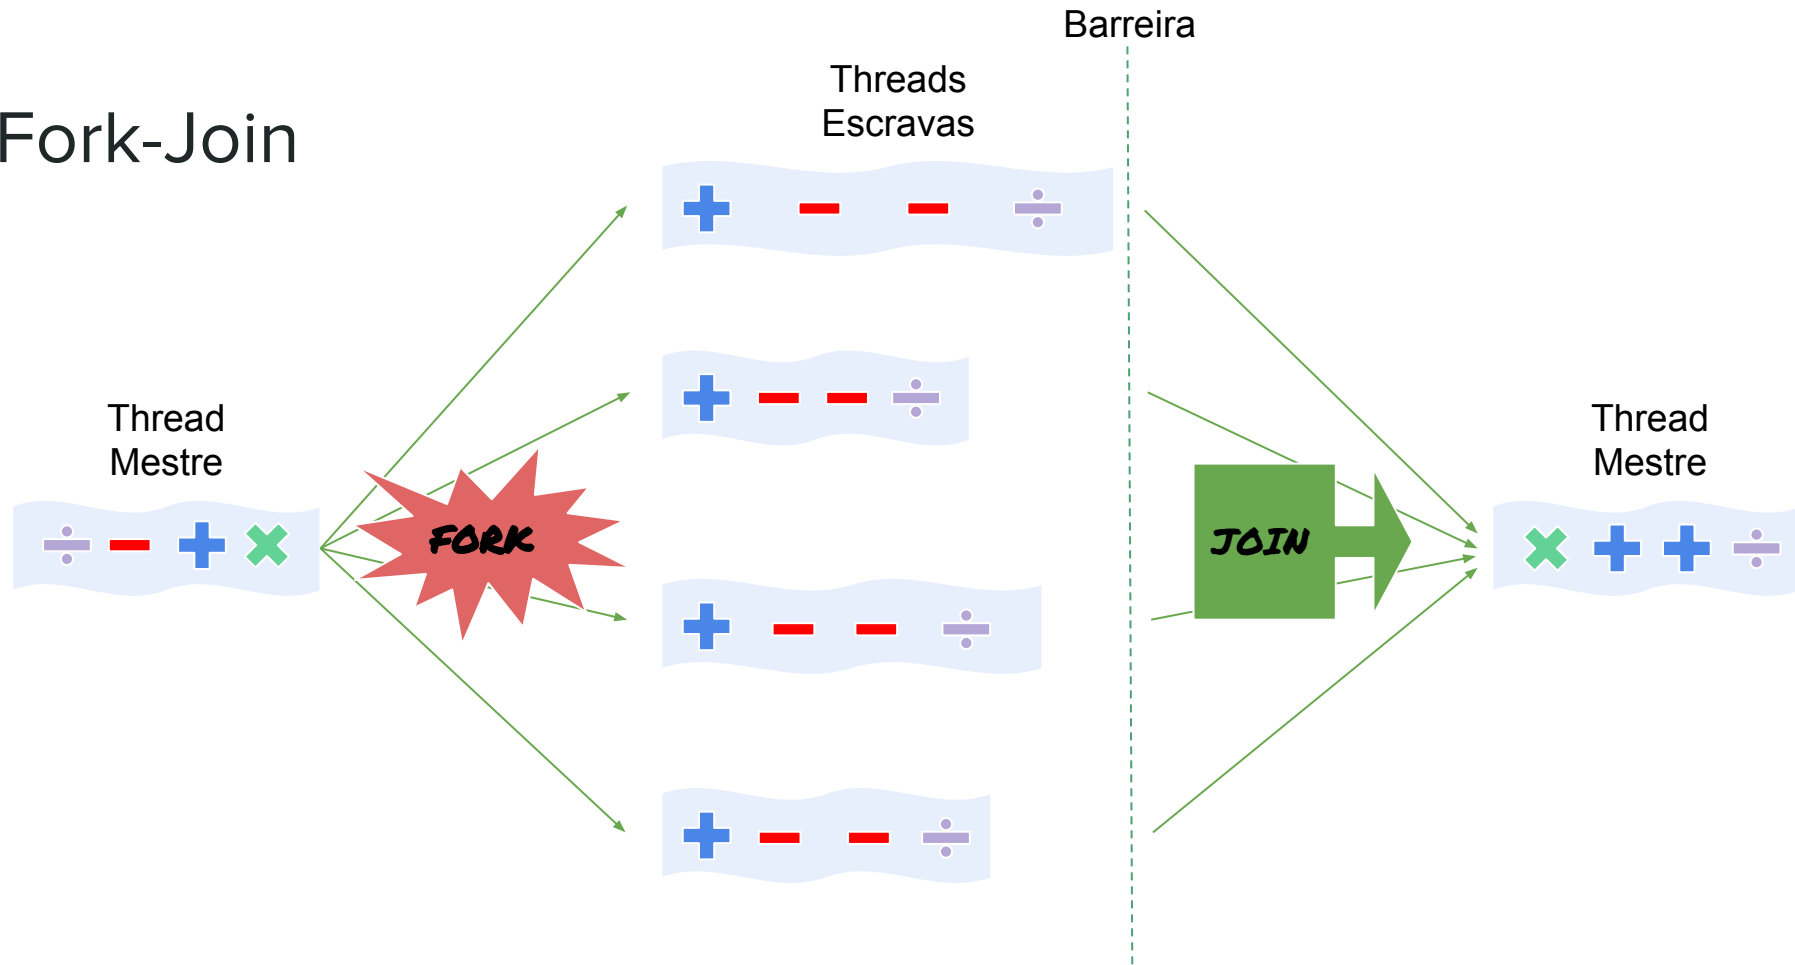 Barreira
Threads
Escravas
Fork-Join
Thread
Mestre
FORK
JOIN
Thread
Mestre